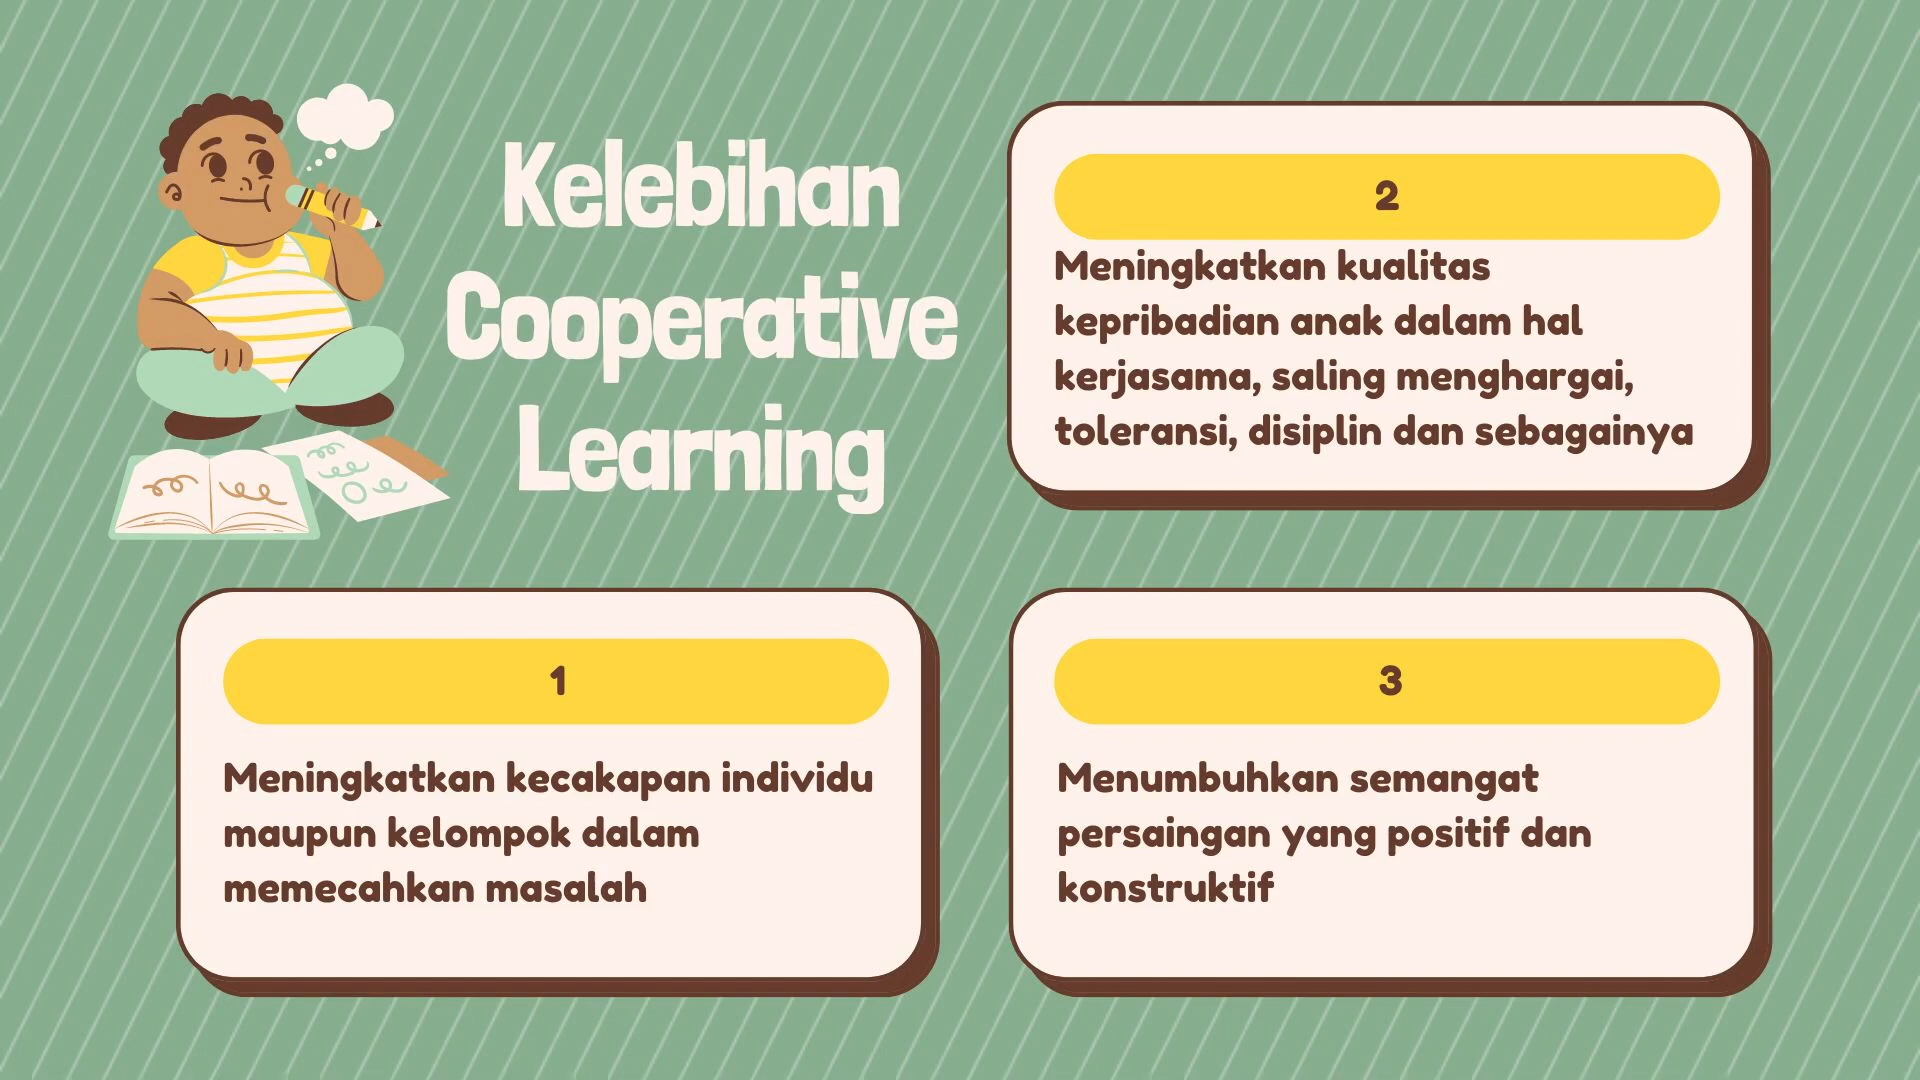 Kelebihan
Cooperative
Learning
1
Meningkatkan kecakapan individu
maupun kelompok dalam
memecahkan masalah
2
Meningkatkan kualitas
kepribadian anak dalam hal
kerjasama, saling menghargai,
toleransi, disiplin dan sebagainya
3
Menumbuhkan semangat
persaingan yang positif dan
konstruktif